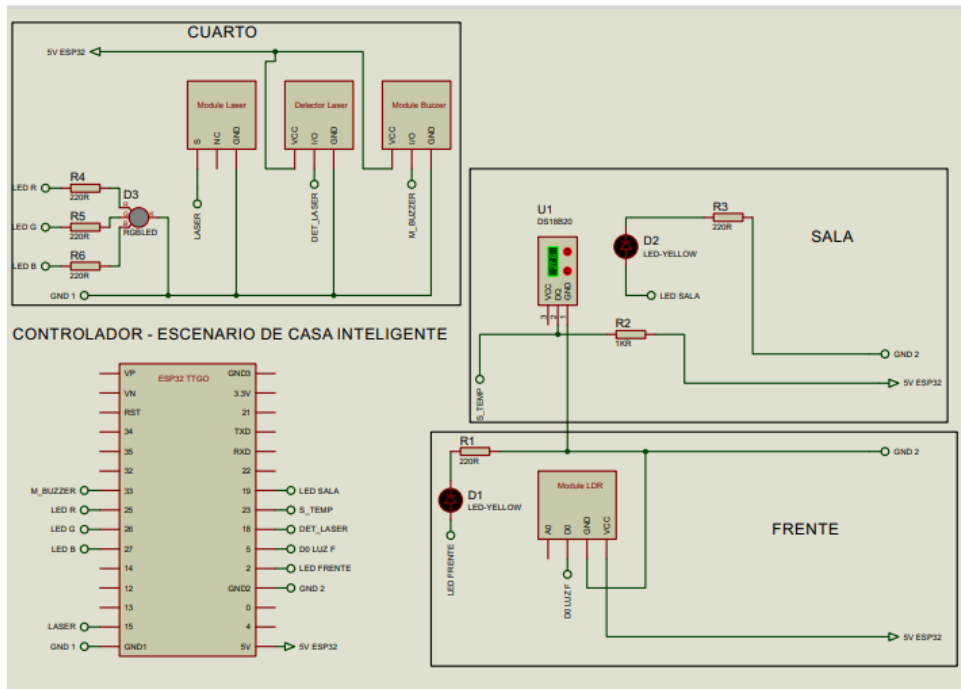 CUARTO
5V ESP32
Module Laser
Detector Laser
Module Buzzer
S
NC
GND
VCC
I/O
GND
VCC
I/O
GND
R4
220R
LED R
D3
R5
220R
LED G
R
G
B
K
RGBLED
R6
220R
LED B
LASER
DET_LASER
M_BUZZER
GND 1
CONTROLADOR - ESCENARIO DE CASA INTELIGENTE
ESP32 TTGO
VP
VN
RST
34
35
32
M_BUZZER
33
LED R
25
LED G
26
LED B
27
14
12
13
LASER
15
GND 1
GND1
GND3
3.3V
21
TXD
RXD
22
19
LED SALA
23
S_TEMP
18
DET_LASER
5
D0 LUZ F
2
LED FRENTE
GND2
GND 2
0
4
5V
5V ESP32
SALA
U1
DS18B20
VCC
DQ
GND
3
2
1
D2
LED-YELLOW
R3
220R
LED SALA
R2
1KR
GND 2
5V ESP32
S_TEMP
FRENTE
R1
220R
D1
LED-YELLOW
LED FRENTE
Module LDR
A0
D0
GND
VCC
D0 LUZ F
GND 2
5V ESP32